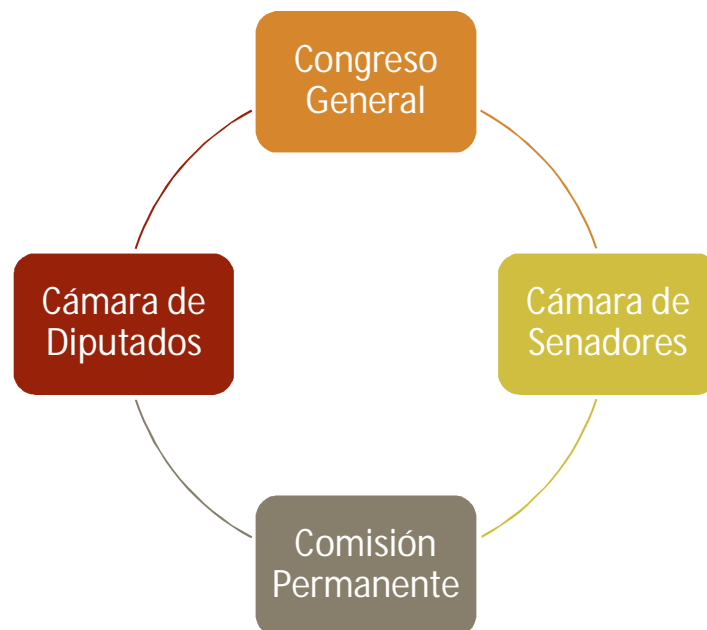 Congreso
General
Cámara de
Diputados
Cámara de
Senadores
Comisión
Permanente